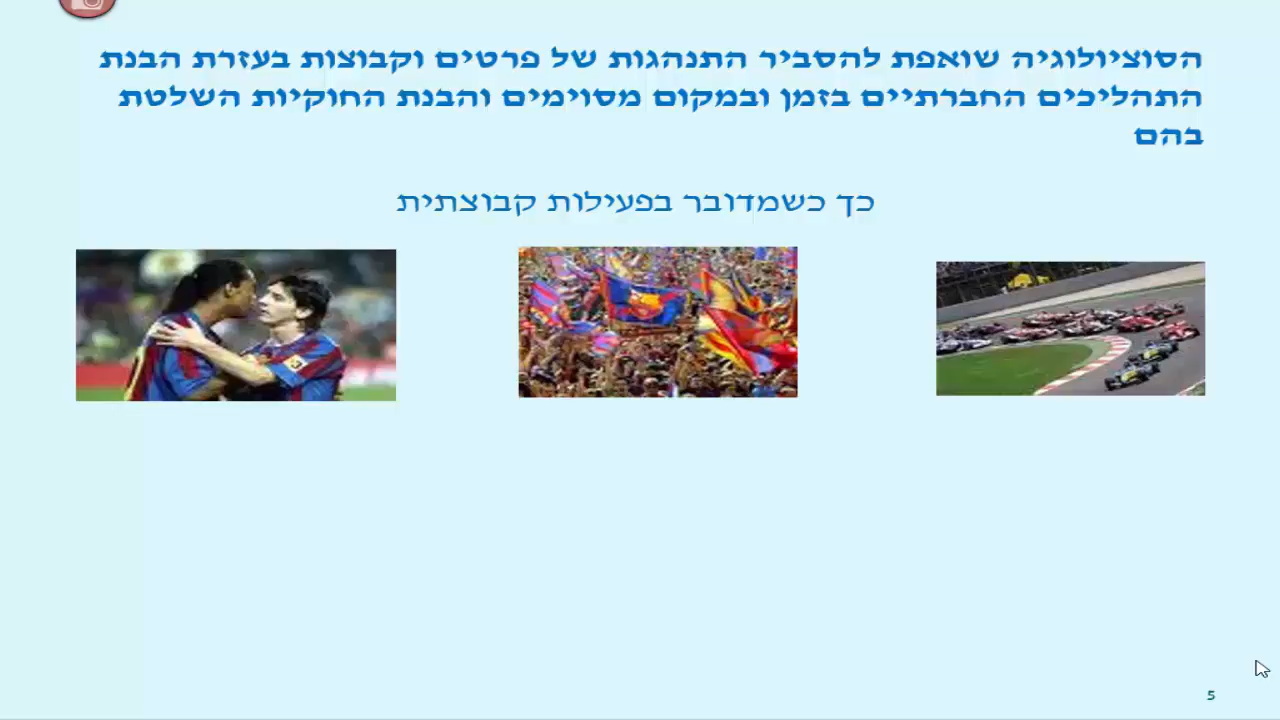 הסוציולוגיה שואפת להסביר התנהגות של פרטים וקבוצות בעזרת הבנת
התהליכים החברתיים בזמן ובמקום מסוימים והבנת החוקיות השלטת
בהם
כך כשמדובר בפעילות קבוצתית
5